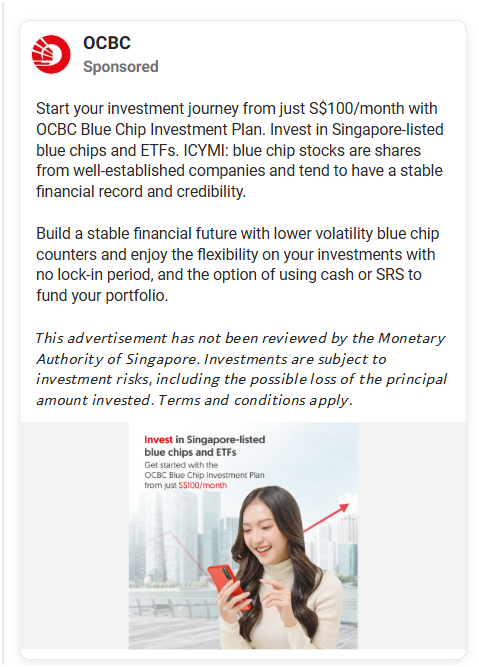 OCBC
Sponsored
Start your investment journey from just S$100/month with
OCBC Blue Chip Investment Plan. Invest in Singapore-listed
blue chips and ETFs. ICYMI: blue chip stocks are shares
from well-established companies and tend to have a stable
financial record and credibility.
Build a stable financial future with lower volatility blue chip
counters and enjoy the flexibility on your investments with
no lock-in period, and the option of using cash or SRS to
fund your portfolio.
This advertisement has not been reviewed by the Monetary
Authority of Singapore. Investments are subject to
investment risks, including the possible loss of the principal
amount invested. Terms and conditions apply.
Invest in Singapore-listed
blue chips and ETFs
Get started with the
OCBC Blue Chip Investment Plan
from just S$100/month